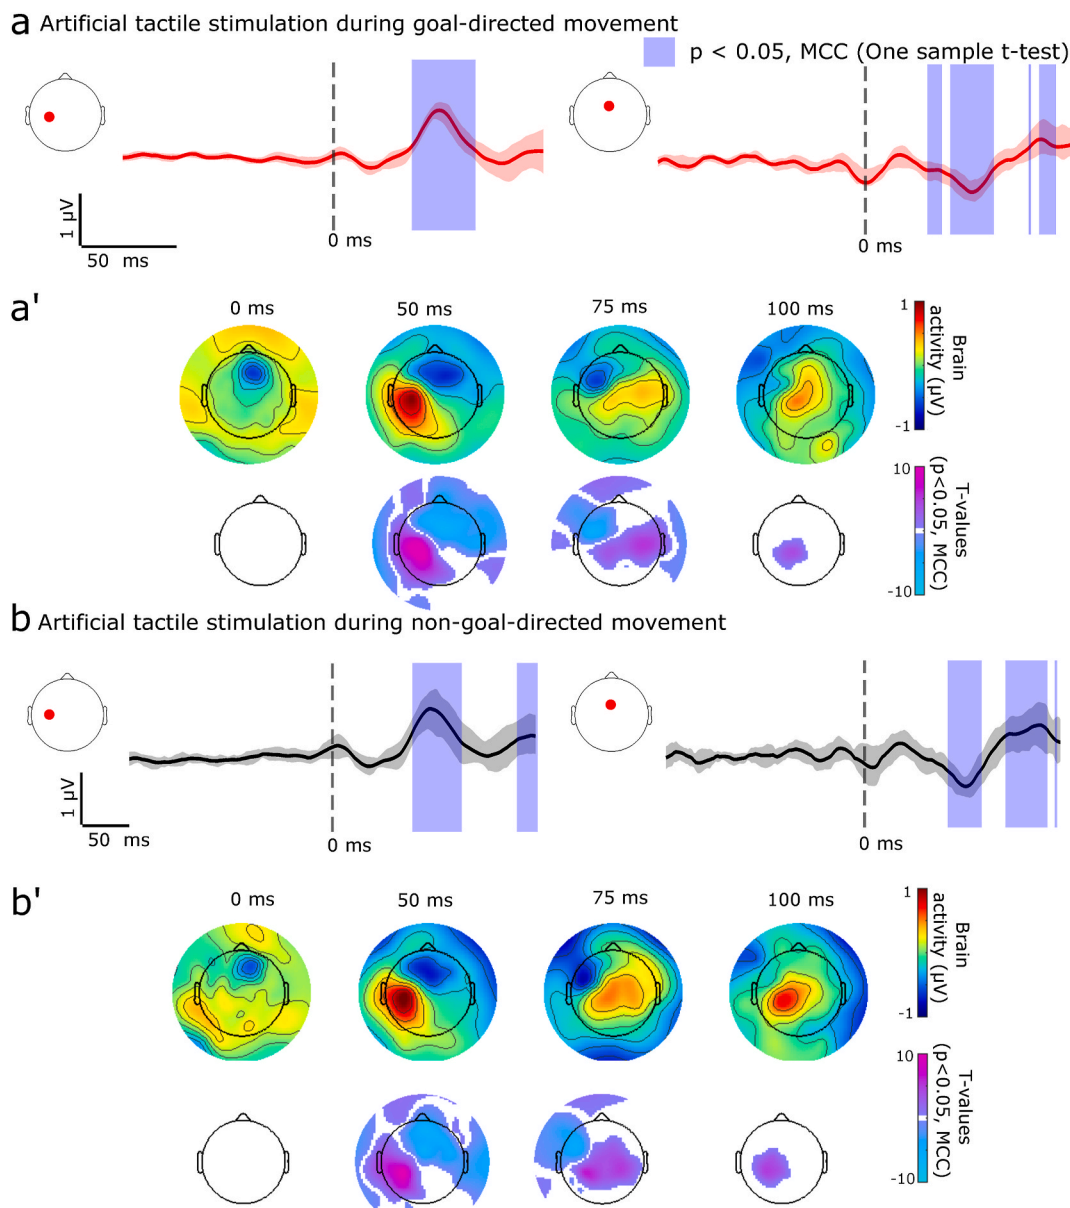 a Artificial tactile stimulation during goal-directed movement
p < 0.05, MCC (One sample t-test)
1 µV
50 ms
0 ms
0 ms
a'
0 ms 50 ms 75 ms 100 ms
1
-1
Brain
activity (µV)
10
-10
T-values
(p<0.05, MCC)
b Artificial tactile stimulation during non-goal-directed movement
1 µV
50 ms
0 ms
0 ms
b'
0 ms 50 ms 75 ms 100 ms
1
-1
Brain
activity (µV)
10
-10
T-values
(p<0.05, MCC)